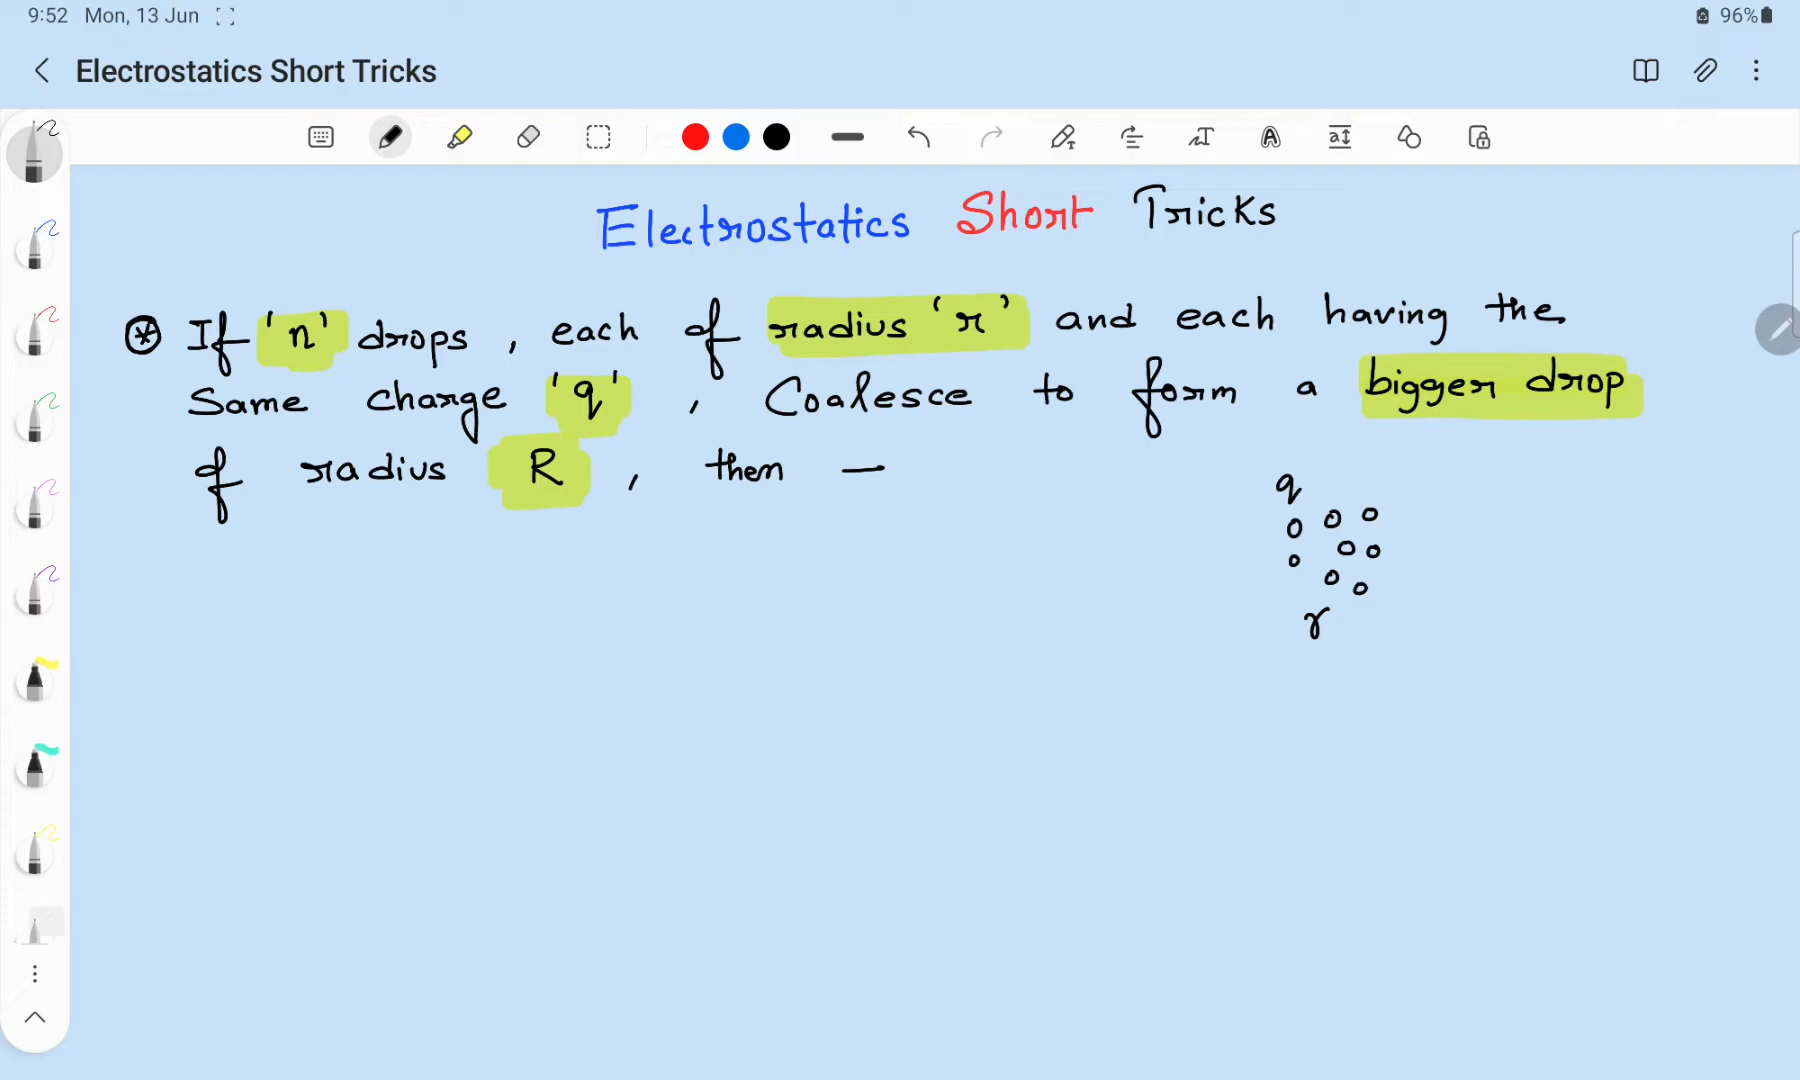 9:52 Mon, 13 Jun 96%
Electrostatics Short Tricks
Electrostatics Short Tricks
If 'n' drops, each of radius 'r' and each having the
Same charge 'q', Coalesce to form a bigger drop
of radius R, then —
q
r